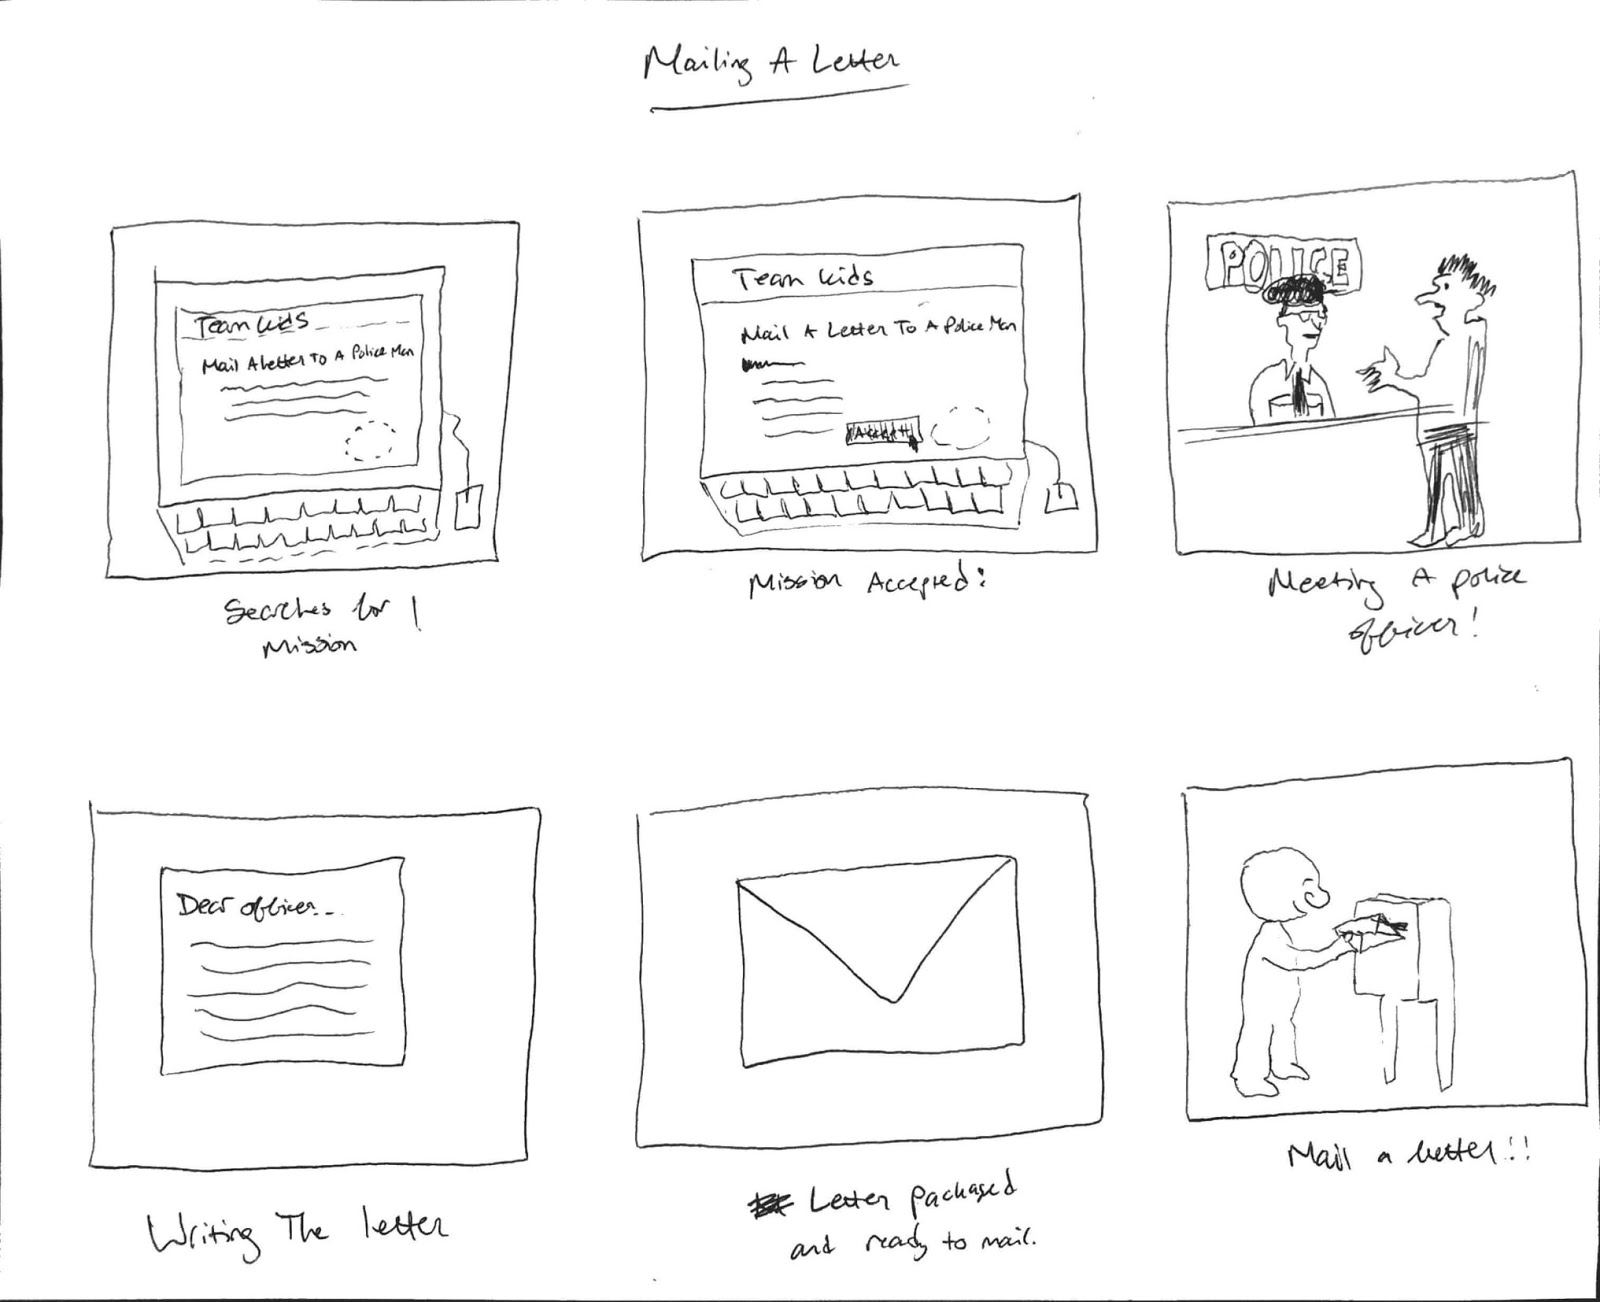 Mailing A Letter
Team kids
Mail A Letter To A Police Man
Searches for 1
Mission
Team kids
Mail A Letter To A Police Man
Accept
Mission Accepted:
POLICE
Meeting A police
officer!
Dear officer...
Writing The letter
Letter packaged
and ready to mail.
Mail a letter!!